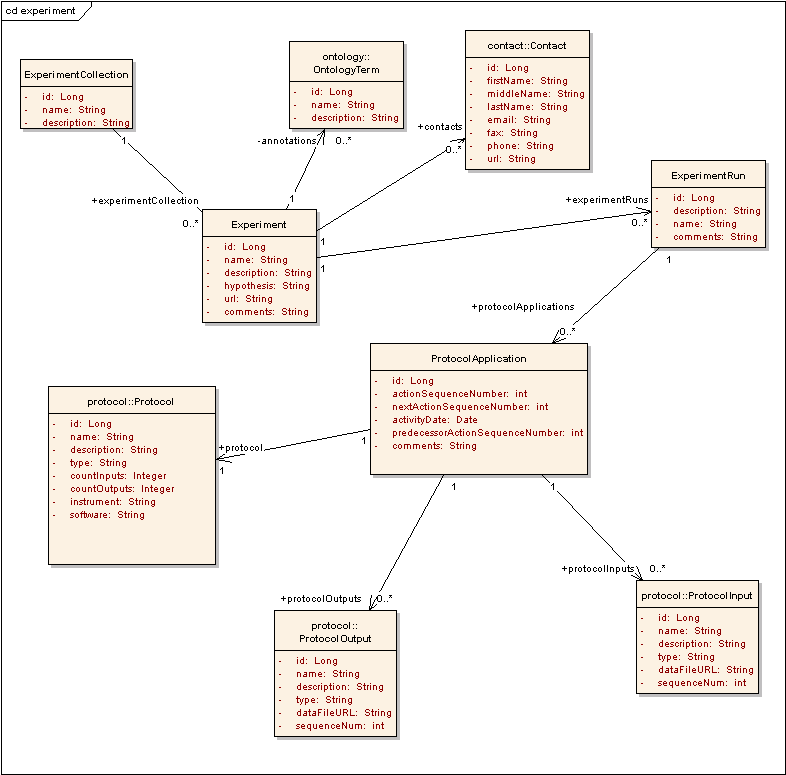 cd experiment
ExperimentCollection
- id: Long
- name: String
- description: String
ontology::
OntologyTerm
- id: Long
- name: String
- description: String
contact::Contact
- id: Long
- firstName: String
- middleName: String
- lastName: String
- email: String
- fax: String
- phone: String
- url: String
1
+experimentCollection
0..*
-annotations
0..*
1
+contacts
0..*
1
+experimentRuns
0..*
1
Experiment
- id: Long
- name: String
- description: String
- hypothesis: String
- url: String
- comments: String
ExperimentRun
- id: Long
- description: String
- name: String
- comments: String
1
+protocolApplications
0..*
ProtocolApplication
- id: Long
- actionSequenceNumber: int
- nextActionSequenceNumber: int
- activityDate: Date
- predecessorActionSequenceNumber: int
- comments: String
protocol::Protocol
- id: Long
- name: String
- description: String
- type: String
- countInputs: Integer
- countOutputs: Integer
- instrument: String
- software: String
1
+protocol
1
1
+protocolOutputs
0..*
1
+protocolInputs
0..*
protocol::
ProtocolOutput
- id: Long
- name: String
- description: String
- type: String
- dataFileURL: String
- sequenceNum: int
protocol::ProtocolInput
- id: Long
- name: String
- description: String
- type: String
- dataFileURL: String
- sequenceNum: int